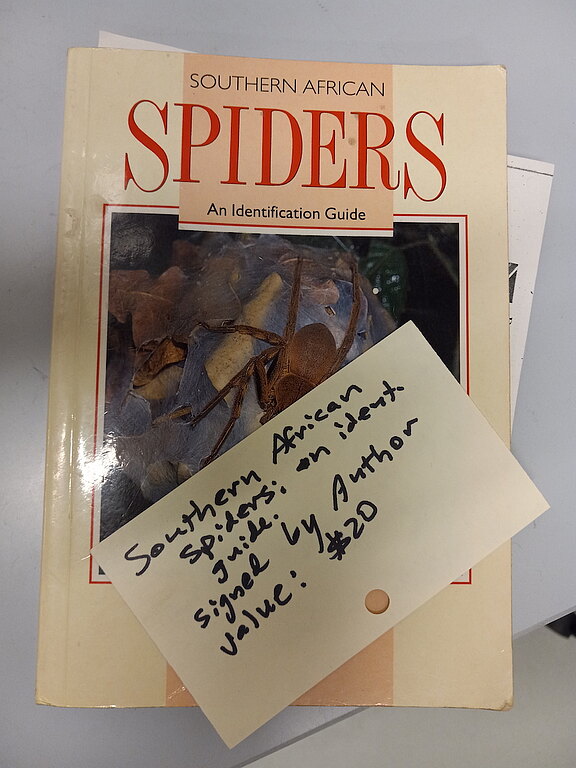 SOUTHERN AFRICAN
SPIDERS
An Identification Guide
Southern African
Spiders: an ident.
guide.
signed by Author
value: $20